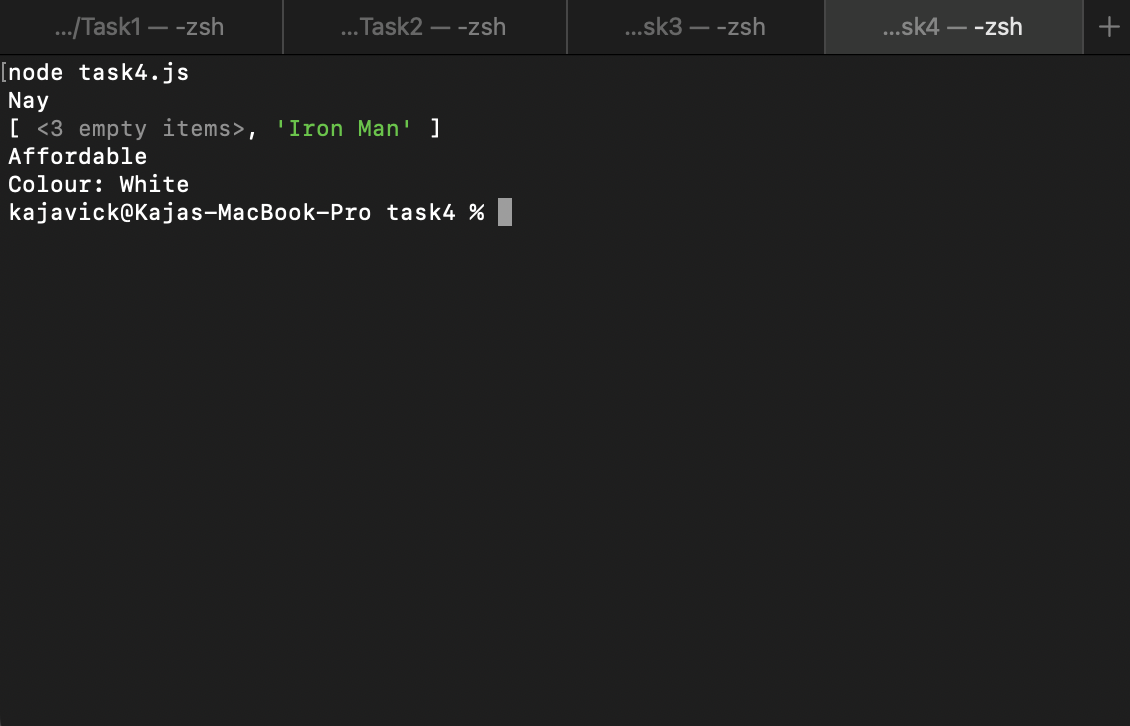 .../Task1 — -zsh
...Task2 — -zsh
...sk3 — -zsh
...sk4 — -zsh
+
[node task4.js
Nay
[ <3 empty items>, 'Iron Man' ]
Affordable
Colour: White
kajavick@Kajas-MacBook-Pro task4 %